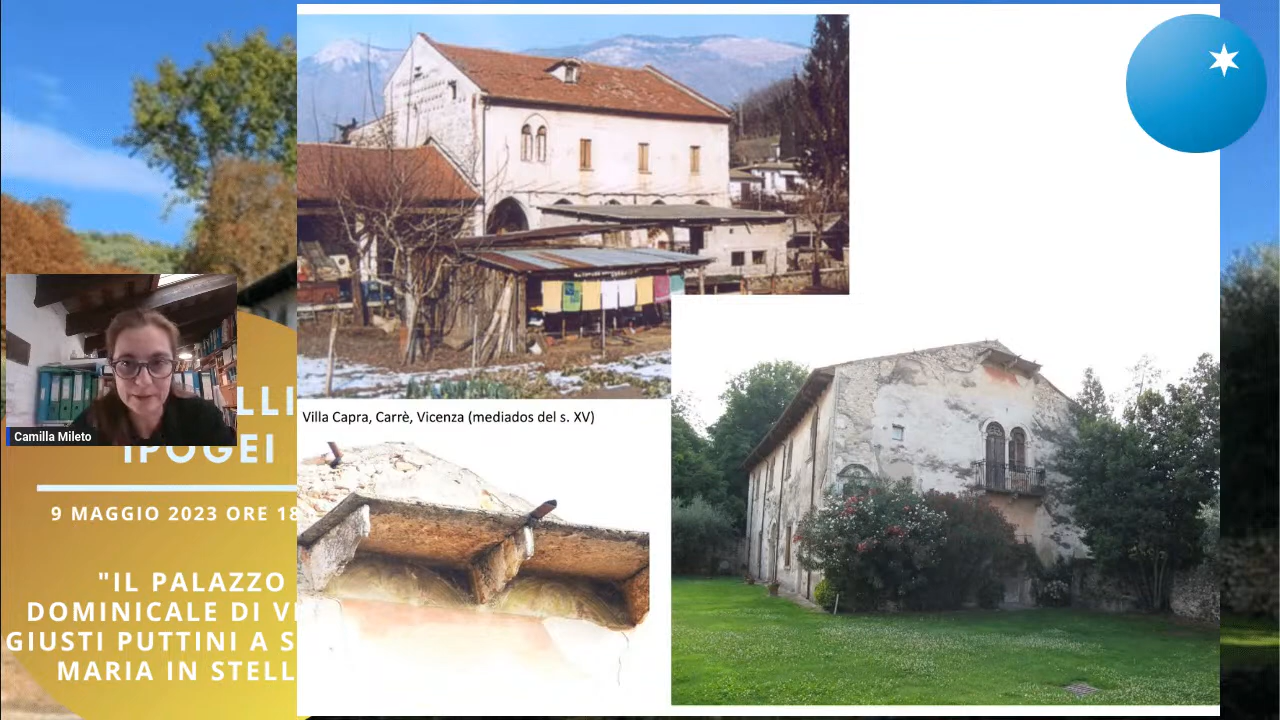 Villa Capra, Carrè, Vicenza (mediados del s. XV)
Camilla Mileto
IPOGEI
9 MAGGIO 2023 ORE 18
"IL PALAZZO
DOMINICALE DI
GIUSTI PUTTINI A
MARIA IN STELL